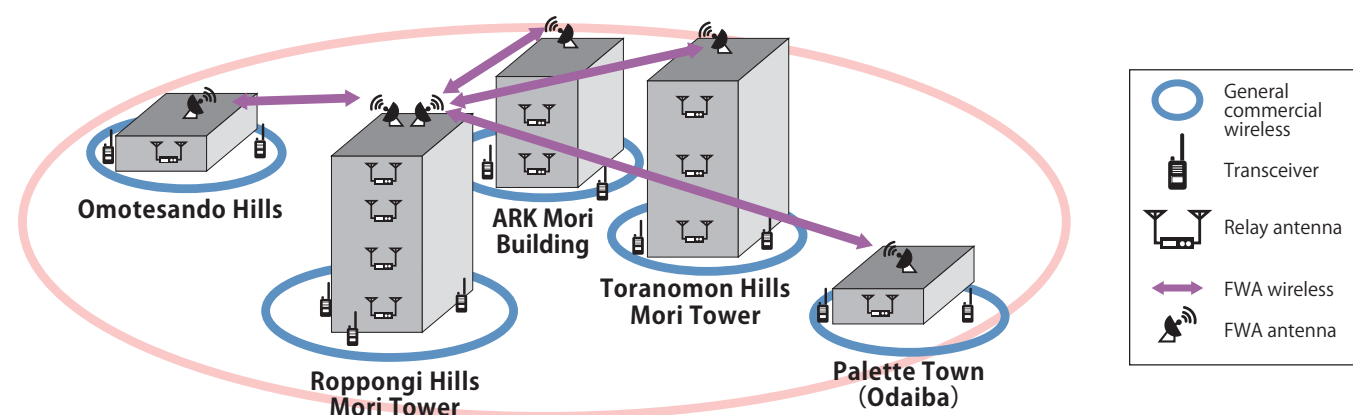 Omotesando Hills
Roppongi Hills
Mori Tower
ARK Mori
Building
Toranomon Hills
Mori Tower
Palette Town
（Odaiba）
General
commercial
wireless
Transceiver
Relay antenna
FWA wireless
FWA antenna